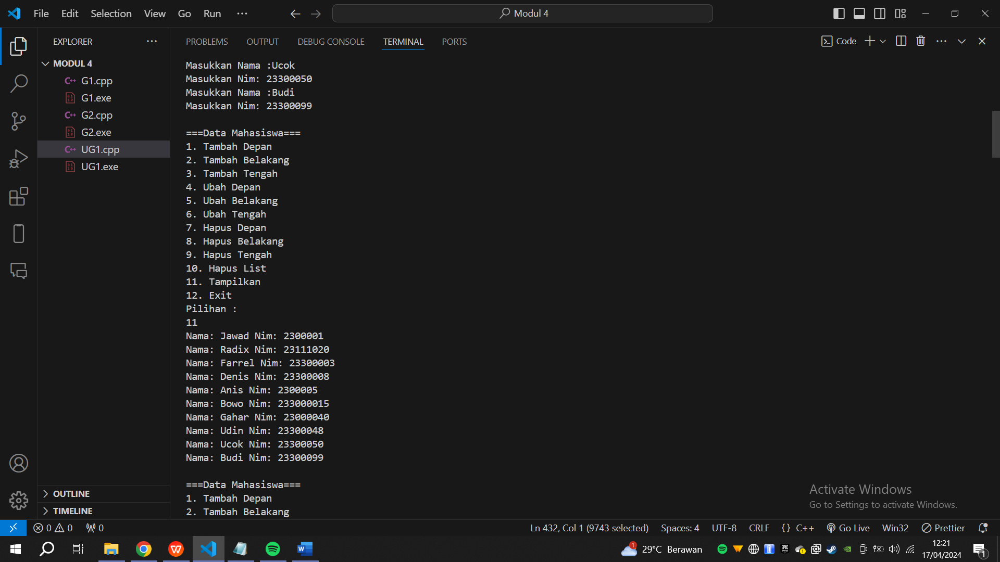 File Edit Selection View Go Run ··· Modul 4
EXPLORER
MODUL 4
G1.cpp
G1.exe
G2.cpp
G2.exe
UG1.cpp
UG1.exe
OUTLINE
TIMELINE
PROBLEMS OUTPUT DEBUG CONSOLE TERMINAL PORTS Code
Masukkan Nama :Ucok
Masukkan Nim: 23300050
Masukkan Nama :Budi
Masukkan Nim: 23300099
===Data Mahasiswa===
1. Tambah Depan
2. Tambah Belakang
3. Tambah Tengah
4. Ubah Depan
5. Ubah Belakang
6. Ubah Tengah
7. Hapus Depan
8. Hapus Belakang
9. Hapus Tengah
10. Hapus List
11. Tampilkan
12. Exit
Pilihan :
11
Nama: Jawad Nim: 2300001
Nama: Radix Nim: 23111020
Nama: Farrel Nim: 23300003
Nama: Denis Nim: 23300008
Nama: Anis Nim: 2300005
Nama: Bowo Nim: 233000015
Nama: Gahar Nim: 23000040
Nama: Udin Nim: 23300048
Nama: Ucok Nim: 23300050
Nama: Budi Nim: 23300099
===Data Mahasiswa===
1. Tambah Depan
2. Tambah Belakang
Activate Windows
Go to Settings to activate Windows.
0 0 0 Ln 432, Col 1 (9743 selected) Spaces: 4 UTF-8 CRLF {} C++ Go Live Win32 Prettier
1 29°C Berawan 12:21
17/04/2024 1